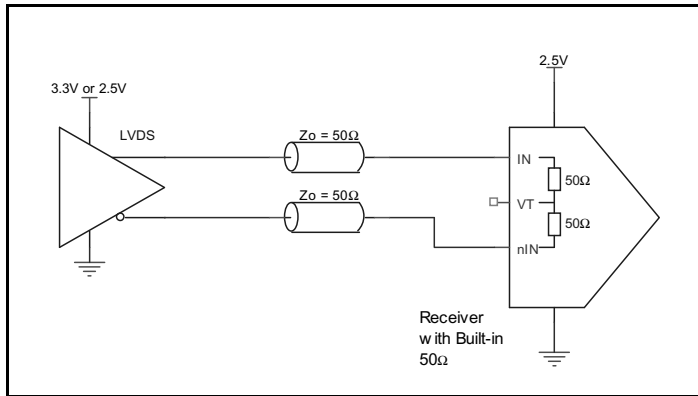 2.5V
3.3V or 2.5V
LVDS
Zo = 50Ω
IN
50Ω
Zo = 50Ω
VT
50Ω
nIN
Receiver
with Built-in
50Ω